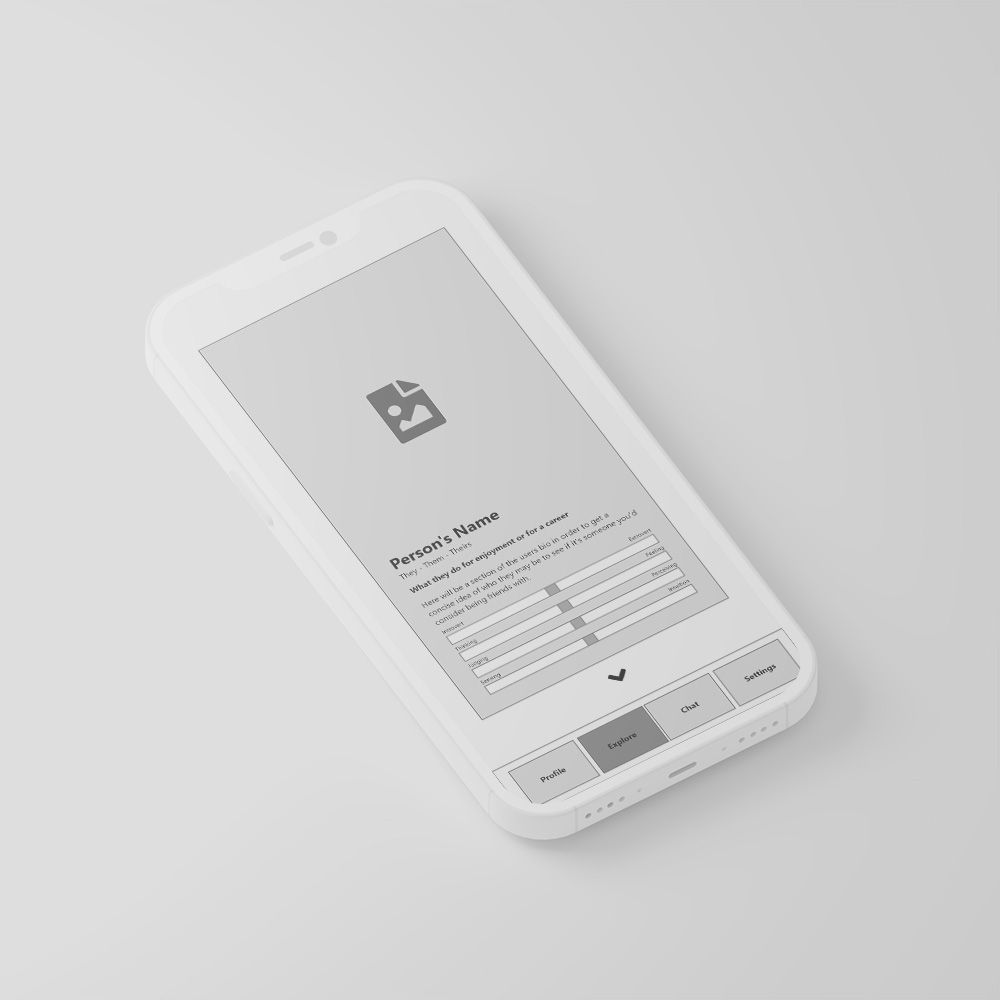 Person's Name
They - Them - Theirs
What they do for enjoyment or for a career
Here will be a section of the users bio in order to get a
concise idea of who they may be to see if it's someone you'd
consider being friends with.
Introvert Extrovert
Thinking Feeling
Judging Perceiving
Sensing Intuition
Profile Explore Chat Settings